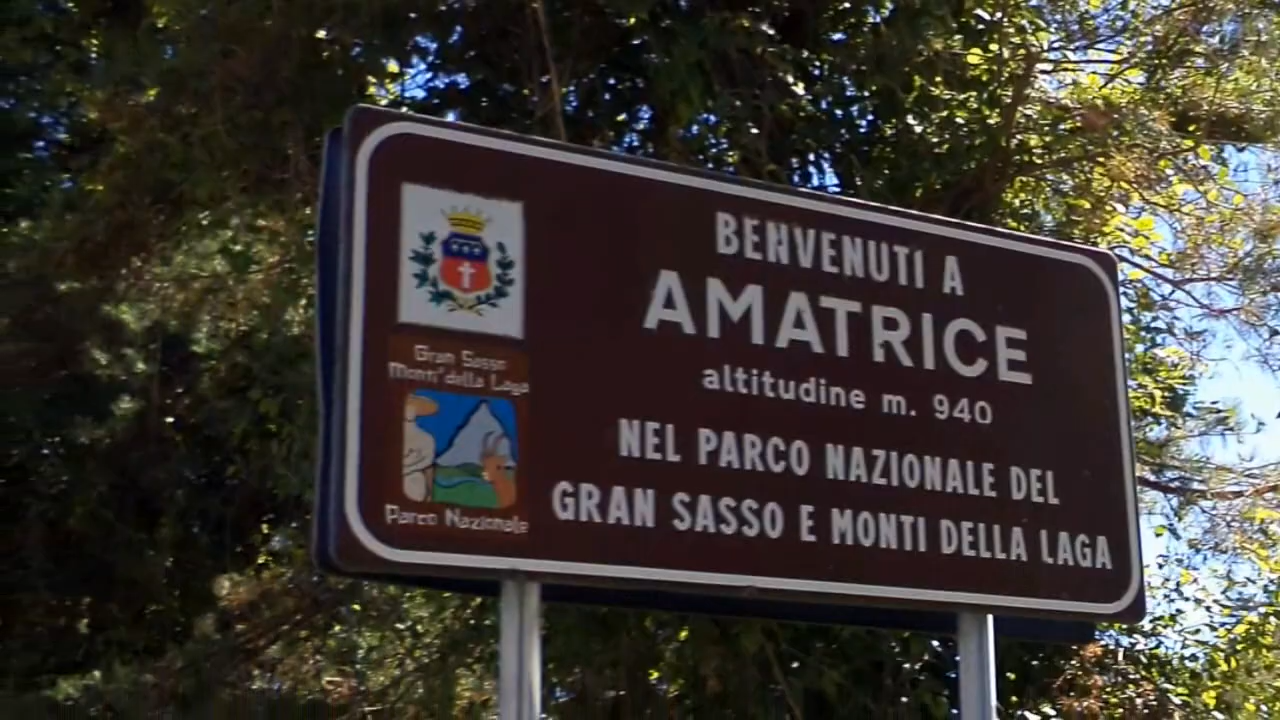 BENVENUTI A
AMATRICE
altitudine m. 940
NEL PARCO NAZIONALE DEL
GRAN SASSO E MONTI DELLA LAGA
Gran Sasso
Monti della Laga
Parco Nazionale